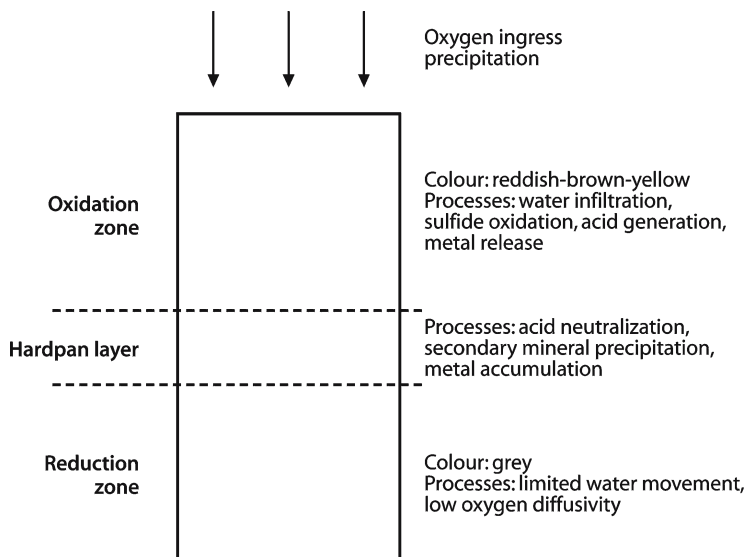 Oxygen ingress
precipitation
Oxidation
zone
Colour: reddish-brown-yellow
Processes: water infiltration,
sulfide oxidation, acid generation,
metal release
Hardpan layer
Processes: acid neutralization,
secondary mineral precipitation,
metal accumulation
Reduction
zone
Colour: grey
Processes: limited water movement,
low oxygen diffusivity